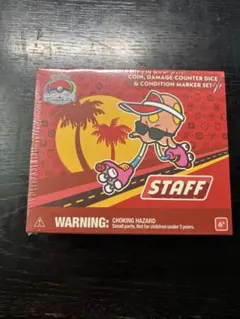 COIN, DAMAGE-COUNTER DICE
& CONDITION MARKER SET
STAFF
WARNING: CHOKING HAZARD
Small parts. Not for children under 3 years.
6+